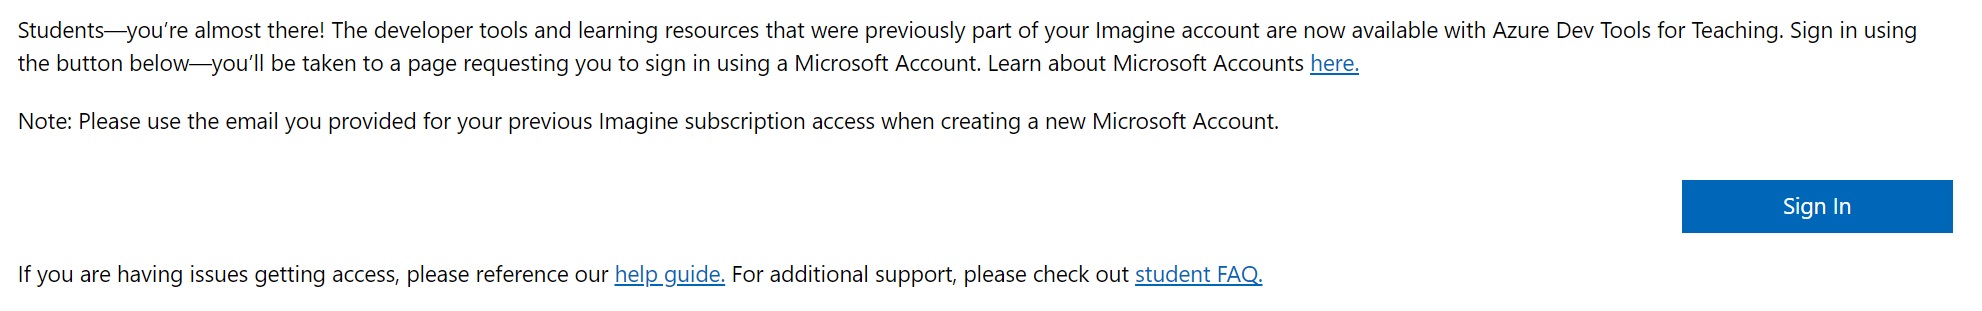 Students—you’re almost there! The developer tools and learning resources that were previously part of your Imagine account are now available with Azure Dev Tools for Teaching. Sign in using
the button below—you’ll be taken to a page requesting you to sign in using a Microsoft Account. Learn about Microsoft Accounts here.
Note: Please use the email you provided for your previous Imagine subscription access when creating a new Microsoft Account.
Sign In
If you are having issues getting access, please reference our help guide. For additional support, please check out student FAQ.